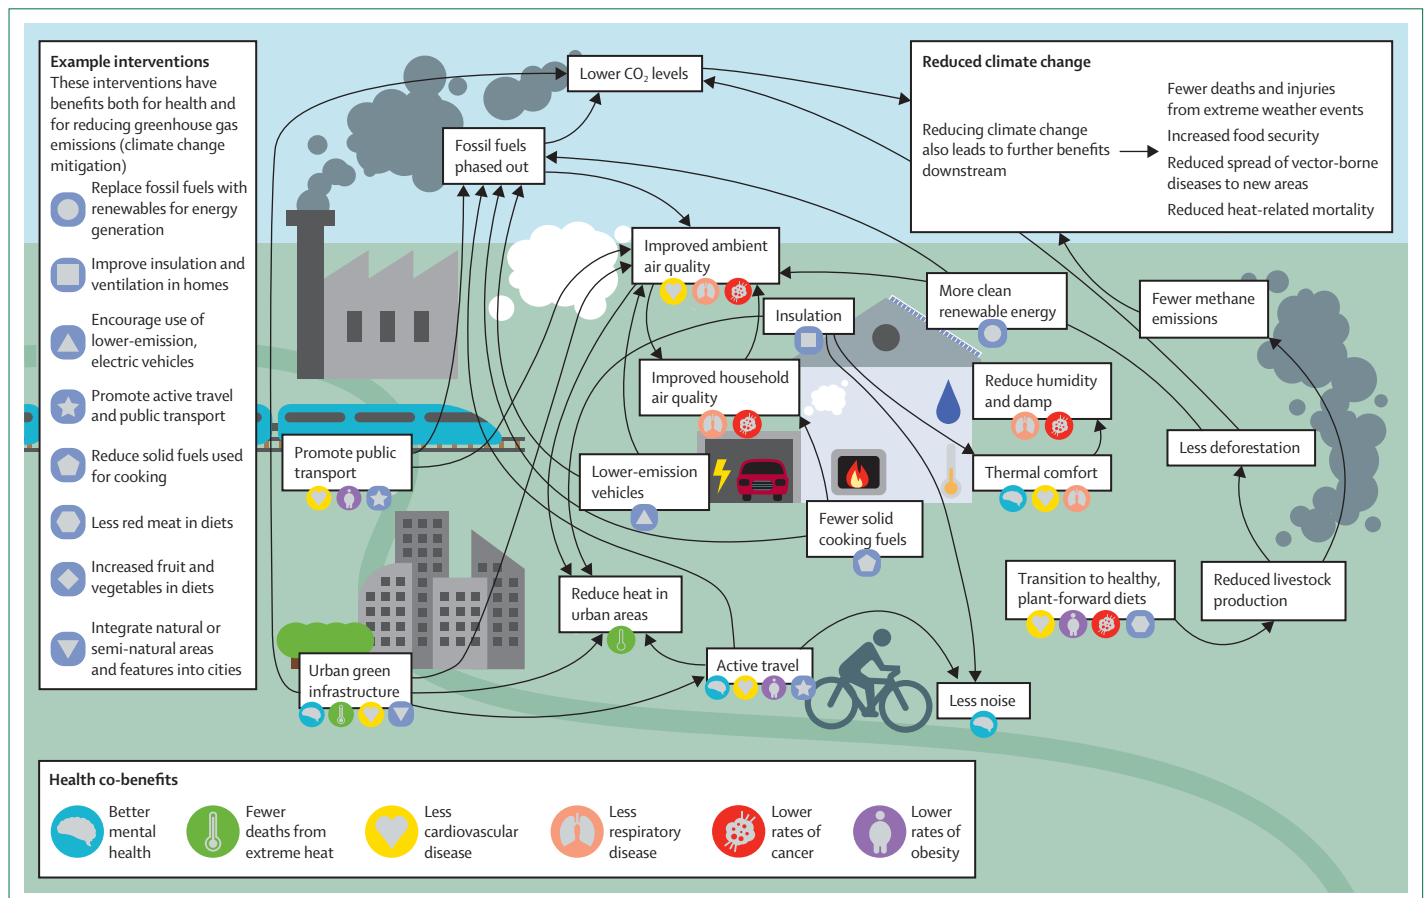 Example interventions
These interventions have
benefits both for health and
for reducing greenhouse gas
emissions (climate change
mitigation)
Replace fossil fuels with
renewables for energy
generation
Improve insulation and
ventilation in homes
Encourage use of
lower-emission,
electric vehicles
Promote active travel
and public transport
Reduce solid fuels used
for cooking
Less red meat in diets
Increased fruit and
vegetables in diets
Integrate natural or
semi-natural areas
and features into cities
Lower CO₂ levels
Fossil fuels
phased out
Reduced climate change
Reducing climate change
also leads to further benefits
downstream
Fewer deaths and injuries
from extreme weather events
Increased food security
Reduced spread of vector-borne
diseases to new areas
Reduced heat-related mortality
Improved ambient
air quality
Insulation
More clean
renewable energy
Fewer methane
emissions
Improved household
air quality
Reduce humidity
and damp
Promote public
transport
Lower-emission
vehicles
Thermal comfort
Less deforestation
Fewer solid
cooking fuels
Reduce heat in
urban areas
Transition to healthy,
plant-forward diets
Reduced livestock
production
Urban green
infrastructure
Active travel
Less noise
Health co-benefits
Better
mental
health
Fewer
deaths from
extreme heat
Less
cardiovascular
disease
Less
respiratory
disease
Lower
rates of
cancer
Lower
rates of
obesity